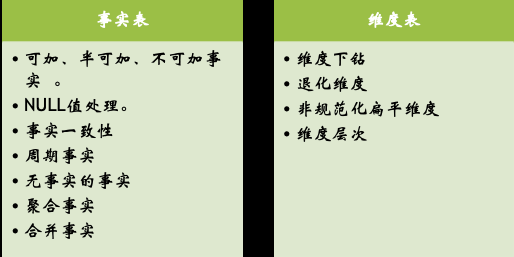 事实表
• 可加、半可加、不可加事
实 。
• NULL值处理。
• 事实一致性
• 周期事实
• 无事实的事实
• 聚合事实
• 合并事实
维度表
• 维度下钻
• 退化维度
• 非规范化扁平维度
• 维度层次